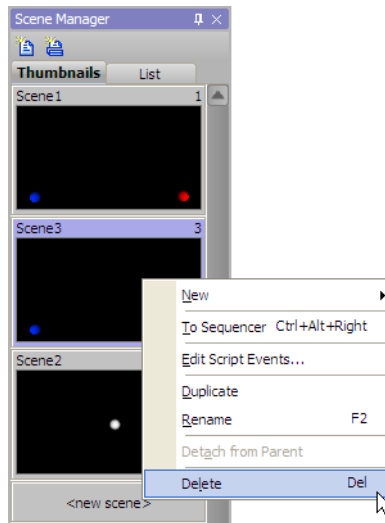 Scene Manager
Thumbnails List
Scene1 1
Scene3 3
New
To Sequencer Ctrl+Alt+Right
Scene2
Edit Script Events...
Duplicate
Rename F2
Detach from Parent
Delete Del
<new scene>